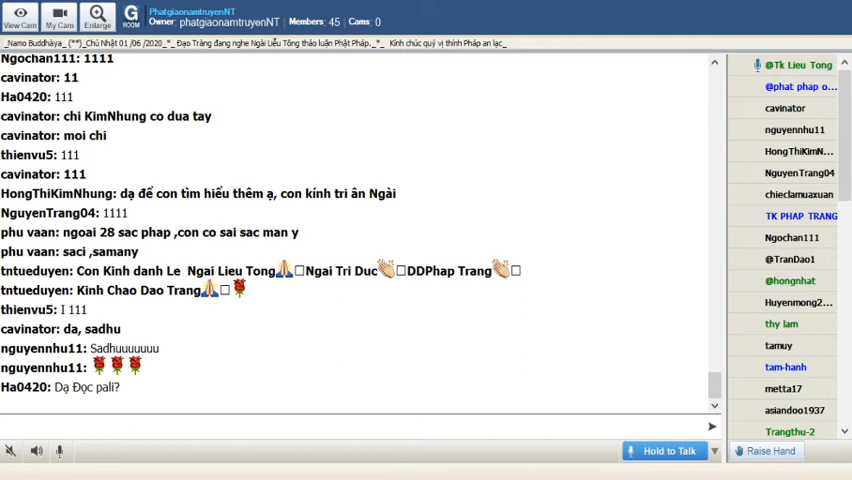 View Cam
My Cam
Enlarge
G
ROOM
PhatgiaonamtruyenNT
Owner: phatgiaonamtruyenNT | Members: 45 | Cams: 0
_Namo Buddhàya_ (**)_Chủ Nhật 01 /06 /2020_*_ Đạo Tràng đang nghe Ngài Liễu Tông thảo luận Phật Pháp._*_ Kính chúc quý vị thính Pháp an lạc_
Ngochan111: 1111
cavinator: 11
Ha0420: 111
cavinator: chi KimNhung co dua tay
cavinator: moi chi
thienvu5: 111
cavinator: 111
HongThiKimNhung: dạ để con tìm hiểu thêm ạ, con kính tri ân Ngài
NguyenTrang04: 1111
phu vaan: ngoai 28 sac phap ,con co sai sac man y
phu vaan: saci ,samany
tntueduyen: Con Kinh danh Le Ngai Lieu Tong🙏□Ngai Tri Duc👏□DDPhap Trang👏□
tntueduyen: Kinh Chao Dao Trang🙏□🌹
thienvu5: I 111
cavinator: da, sadhu
nguyennhu11: Sadhuuuuuuu
nguyennhu11: 🌹🌹🌹
Ha0420: Dạ Đọc pali?
@Tk Lieu Tong
@phat phap o...
cavinator
nguyennhu11
HongThiKimN...
NguyenTrang04
chieclamuaxuan
TK PHAP TRANG
Ngochan111
@TranDao1
@hongnhat
Huyenmong2...
thy lam
tamuy
tam-hanh
metta17
asiandoo1937
Trangthu-2
Hold to Talk
Raise Hand